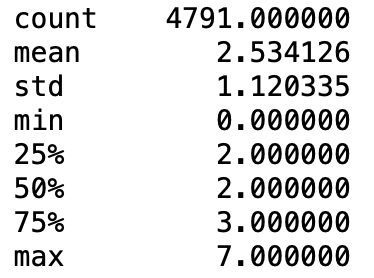 count 4791.000000
mean 2.534126
std 1.120335
min 0.000000
25% 2.000000
50% 2.000000
75% 3.000000
max 7.000000